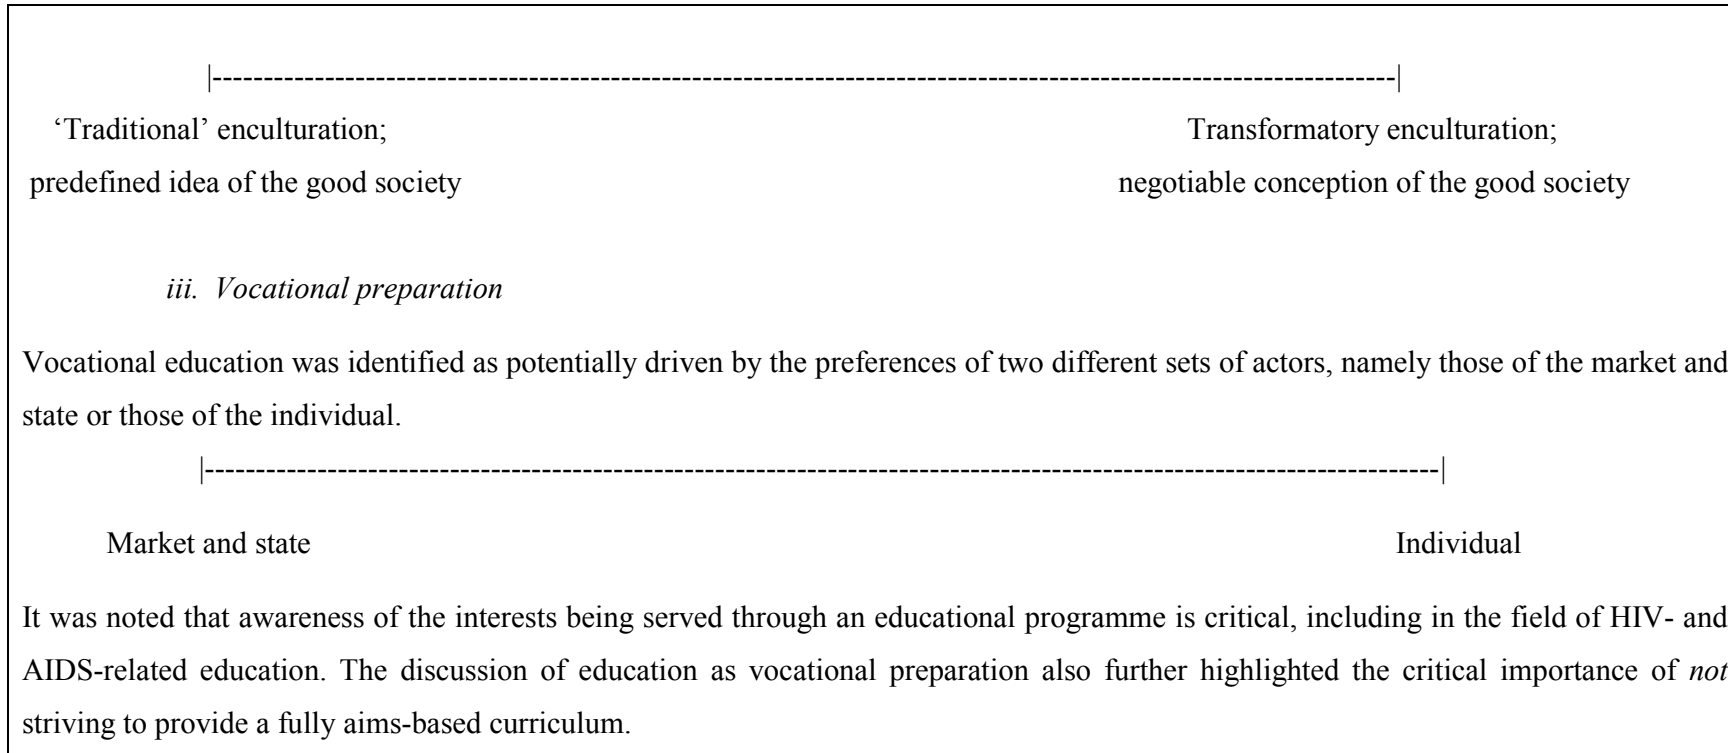 |--------------------------------------------------------------------------------------------------------------------|
‘Traditional’ enculturation; Transformatory enculturation;
predefined idea of the good society negotiable conception of the good society
iii. Vocational preparation
Vocational education was identified as potentially driven by the preferences of two different sets of actors, namely those of the market and
state or those of the individual.
|-------------------------------------------------------------------------------------------------------------------------|
Market and state Individual
It was noted that awareness of the interests being served through an educational programme is critical, including in the field of HIV- and
AIDS-related education. The discussion of education as vocational preparation also further highlighted the critical importance of not
striving to provide a fully aims-based curriculum.